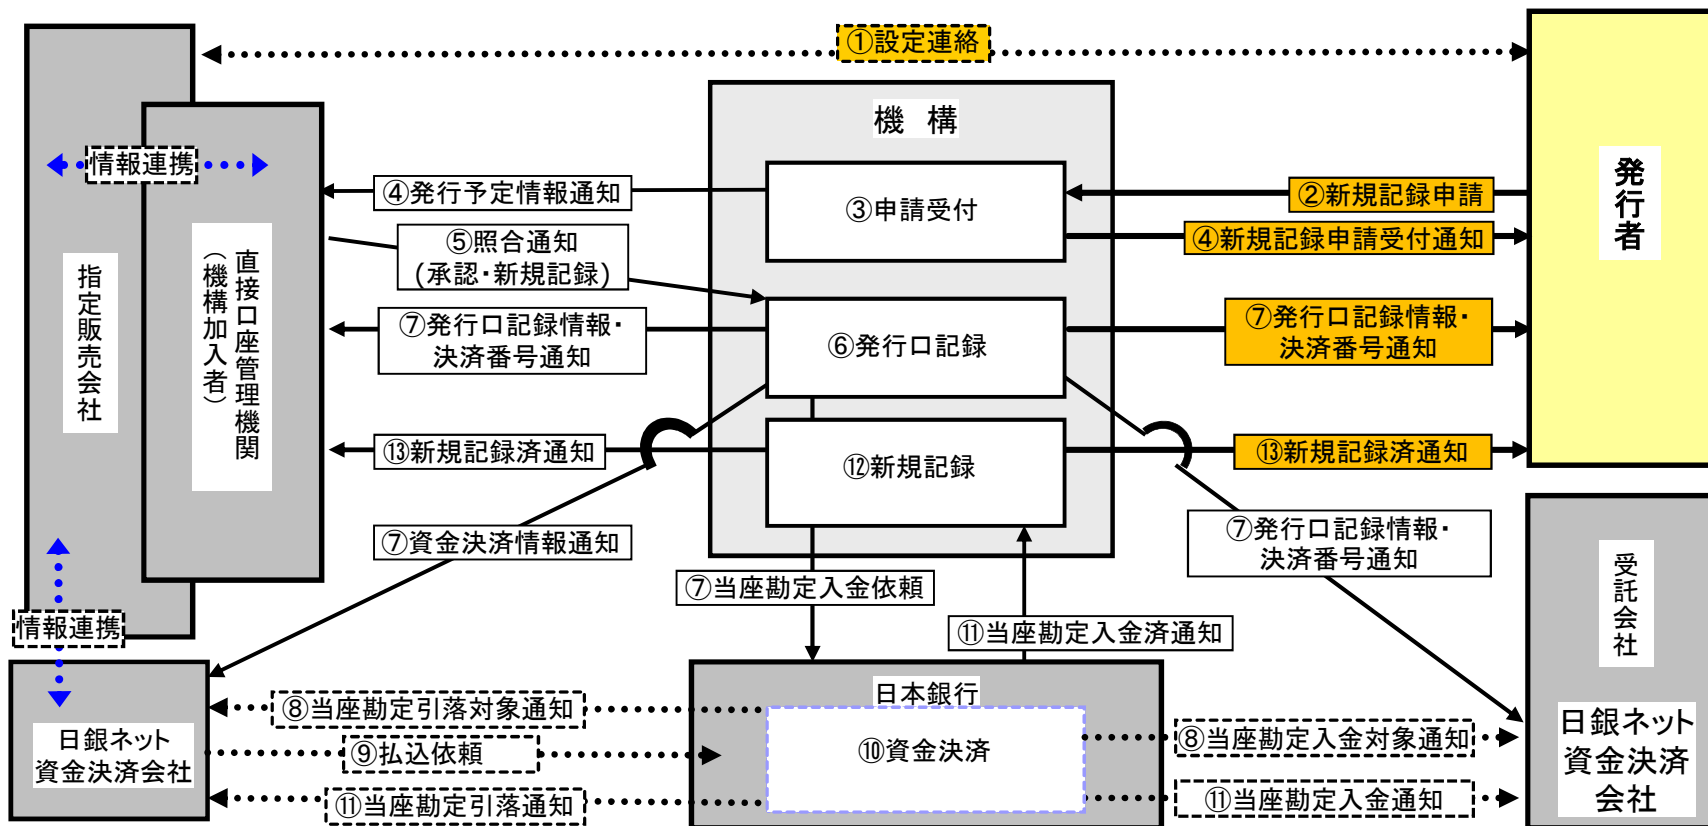 ①設定連絡
機 構
情報連携
④発行予定情報通知
③申請受付
②新規記録申請
④新規記録申請受付通知
発行者
⑤照合通知
(承認・新規記録)
指定販売会社
直接口座管理機関
(機構加入者)
⑦発行口記録情報・
決済番号通知
⑥発行口記録
⑦発行口記録情報・
決済番号通知
⑬新規記録済通知
⑫新規記録
⑬新規記録済通知
⑦資金決済情報通知
⑦発行口記録情報・
決済番号通知
⑦当座勘定入金依頼
⑪当座勘定入金済通知
情報連携
受託会社
日本銀行
⑧当座勘定引落対象通知
⑨払込依頼
⑩資金決済
⑧当座勘定入金対象通知
日銀ネット
資金決済会社
日銀ネット
資金決済
会社
⑪当座勘定引落通知
⑪当座勘定入金通知